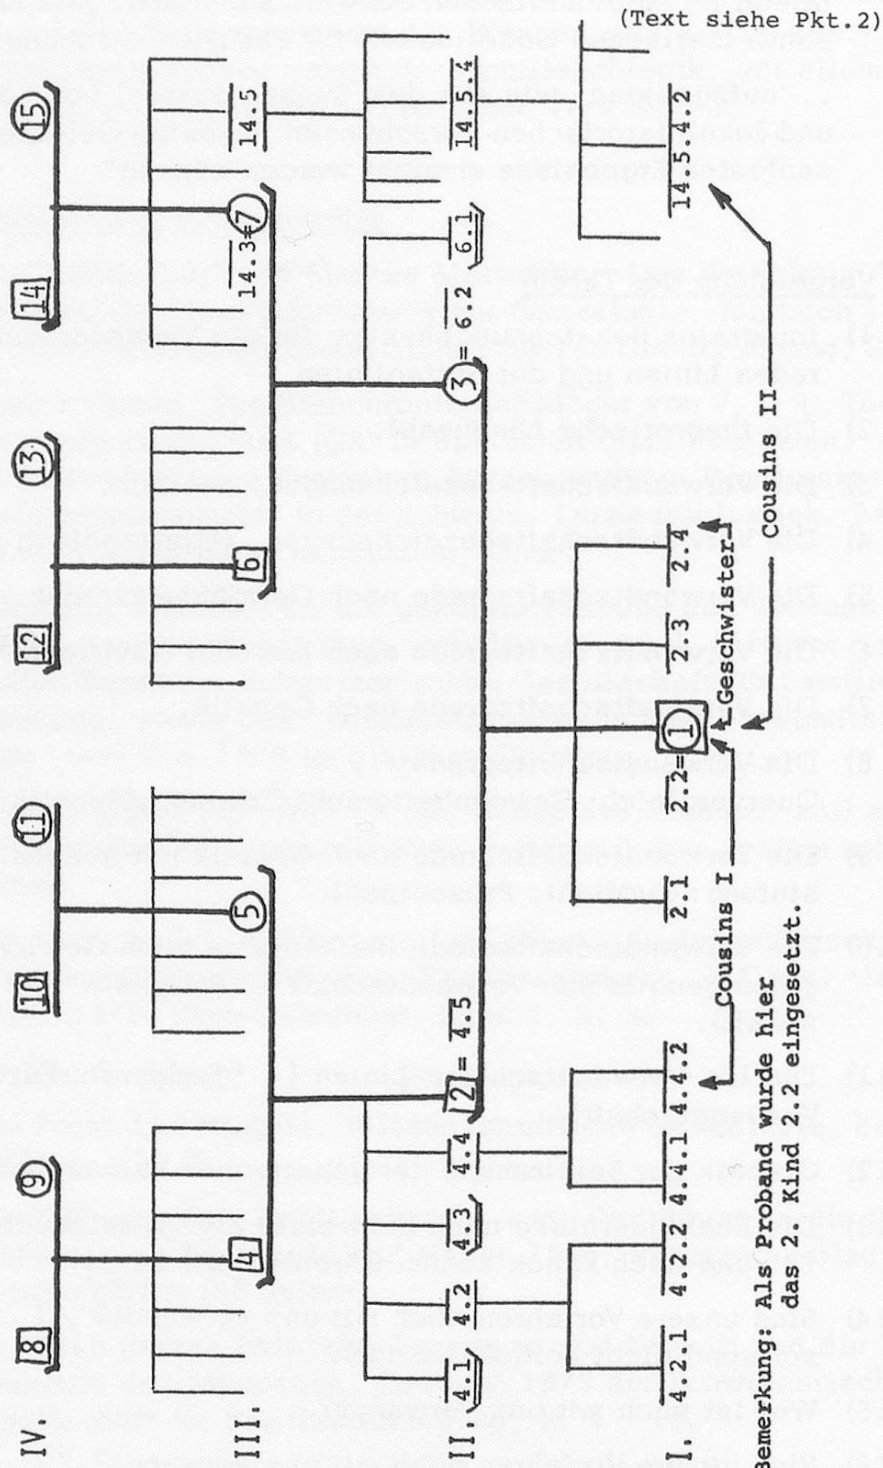 (Text siehe Pkt.2)
IV. 8 9 10 11 12 13 14 15
III. 4 5 6 14.3=7 14.5
II. 4.1 4.2 4.3 4.4 2= 4.5 3= 6.2 6.1 14.5.4
I. 4.2.1 4.2.2 4.4.1 4.4.2 2.1 2.2=1 2.3 2.4 14.5.4.2
Cousins I Geschwister
cousins II
Bemerkung: Als Proband wurde hier
das 2. Kind 2.2 eingesetzt.